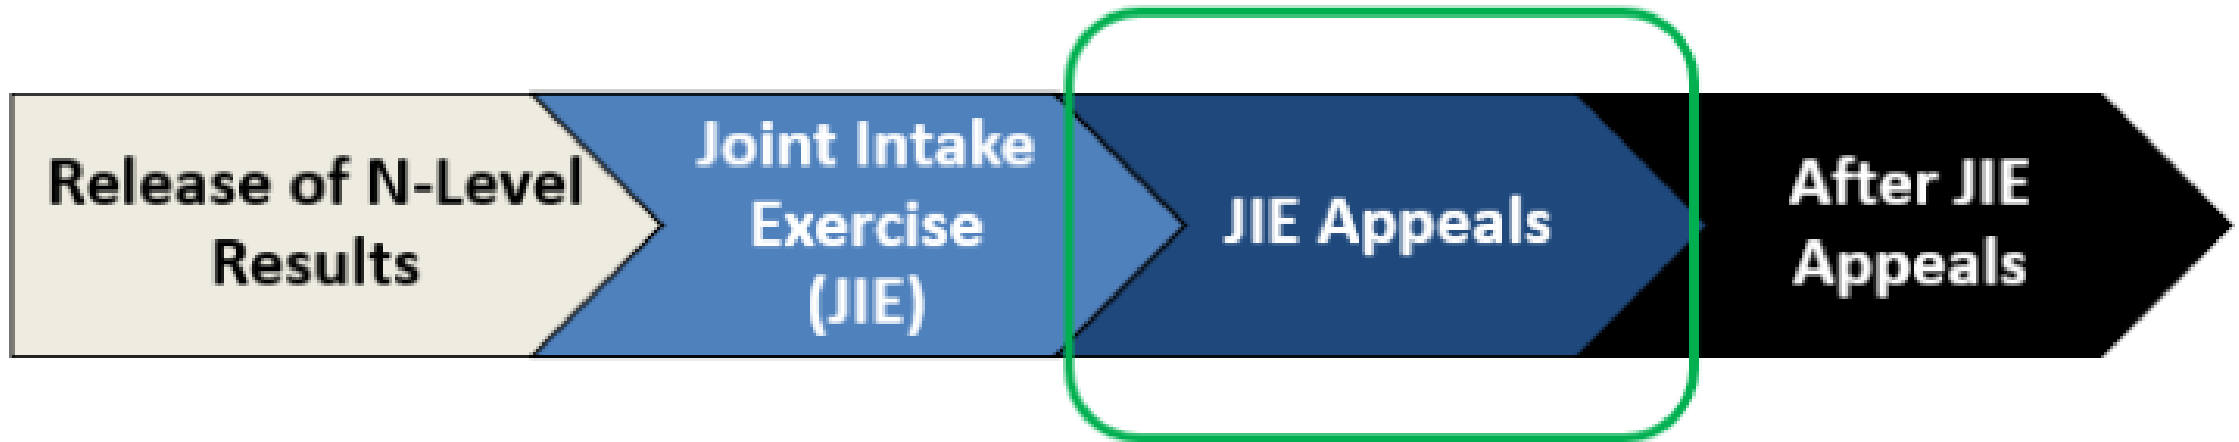 Release of N-Level
Results
Joint Intake
Exercise
(JIE)
JIE Appeals
After JIE
Appeals